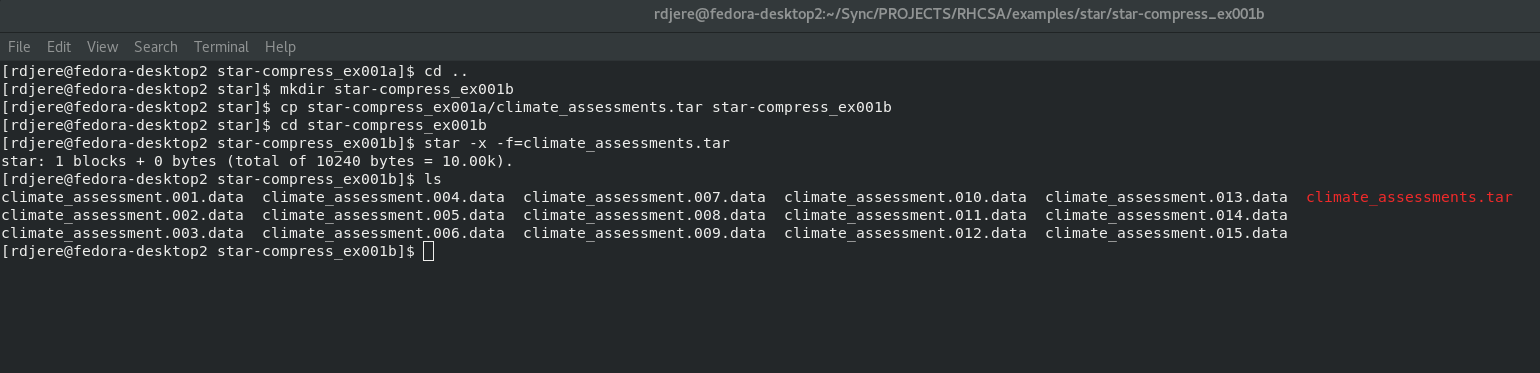 rdjere@fedora-desktop2:~/Sync/PROJECTS/RHCSA/examples/star/star-compress_ex001b
File Edit View Search Terminal Help
[rdjere@fedora-desktop2 star-compress_ex001a]$ cd ..
[rdjere@fedora-desktop2 star]$ mkdir star-compress_ex001b
[rdjere@fedora-desktop2 star]$ cp star-compress_ex001a/climate_assessments.tar star-compress_ex001b
[rdjere@fedora-desktop2 star]$ cd star-compress_ex001b
[rdjere@fedora-desktop2 star-compress_ex001b]$ star -x -f=climate_assessments.tar
star: 1 blocks + 0 bytes (total of 10240 bytes = 10.00k).
[rdjere@fedora-desktop2 star-compress_ex001b]$ ls
climate_assessment.001.data climate_assessment.004.data climate_assessment.007.data climate_assessment.010.data climate_assessment.013.data climate_assessments.tar
climate_assessment.002.data climate_assessment.005.data climate_assessment.008.data climate_assessment.011.data climate_assessment.014.data
climate_assessment.003.data climate_assessment.006.data climate_assessment.009.data climate_assessment.012.data climate_assessment.015.data
[rdjere@fedora-desktop2 star-compress_ex001b]$